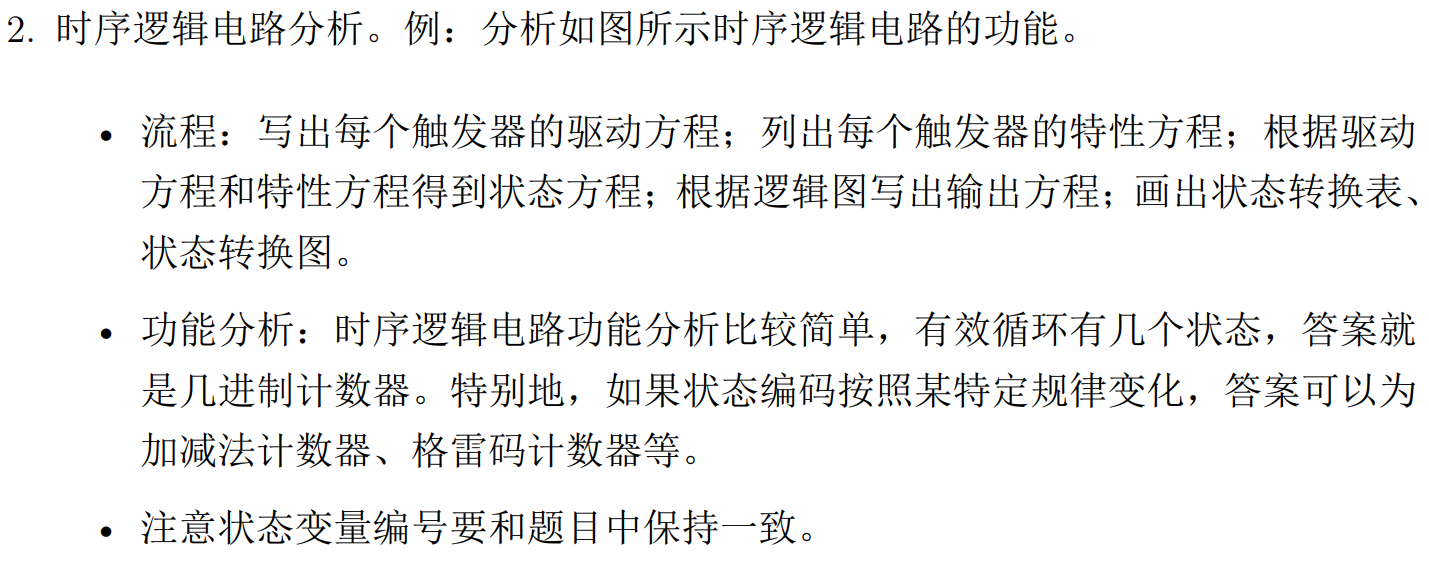 2. 时序逻辑电路分析。例：分析如图所示时序逻辑电路的功能。
• 流程：写出每个触发器的驱动方程；列出每个触发器的特性方程；根据驱动
方程和特性方程得到状态方程；根据逻辑图写出输出方程；画出状态转换表、
状态转换图。
• 功能分析：时序逻辑电路功能分析比较简单，有效循环有几个状态，答案就
是几进制计数器。特别地，如果状态编码按照某特定规律变化，答案可以为
加减法计数器、格雷码计数器等。
• 注意状态变量编号要和题目中保持一致。